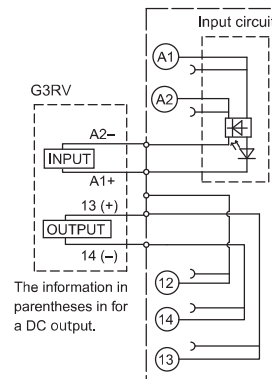 Input circui
A1
G3RV
A2
A2–
INPUT
A1+
13 (+)
OUTPUT
14 (–)
The information in
parentheses in for
a DC output.
12
14
13